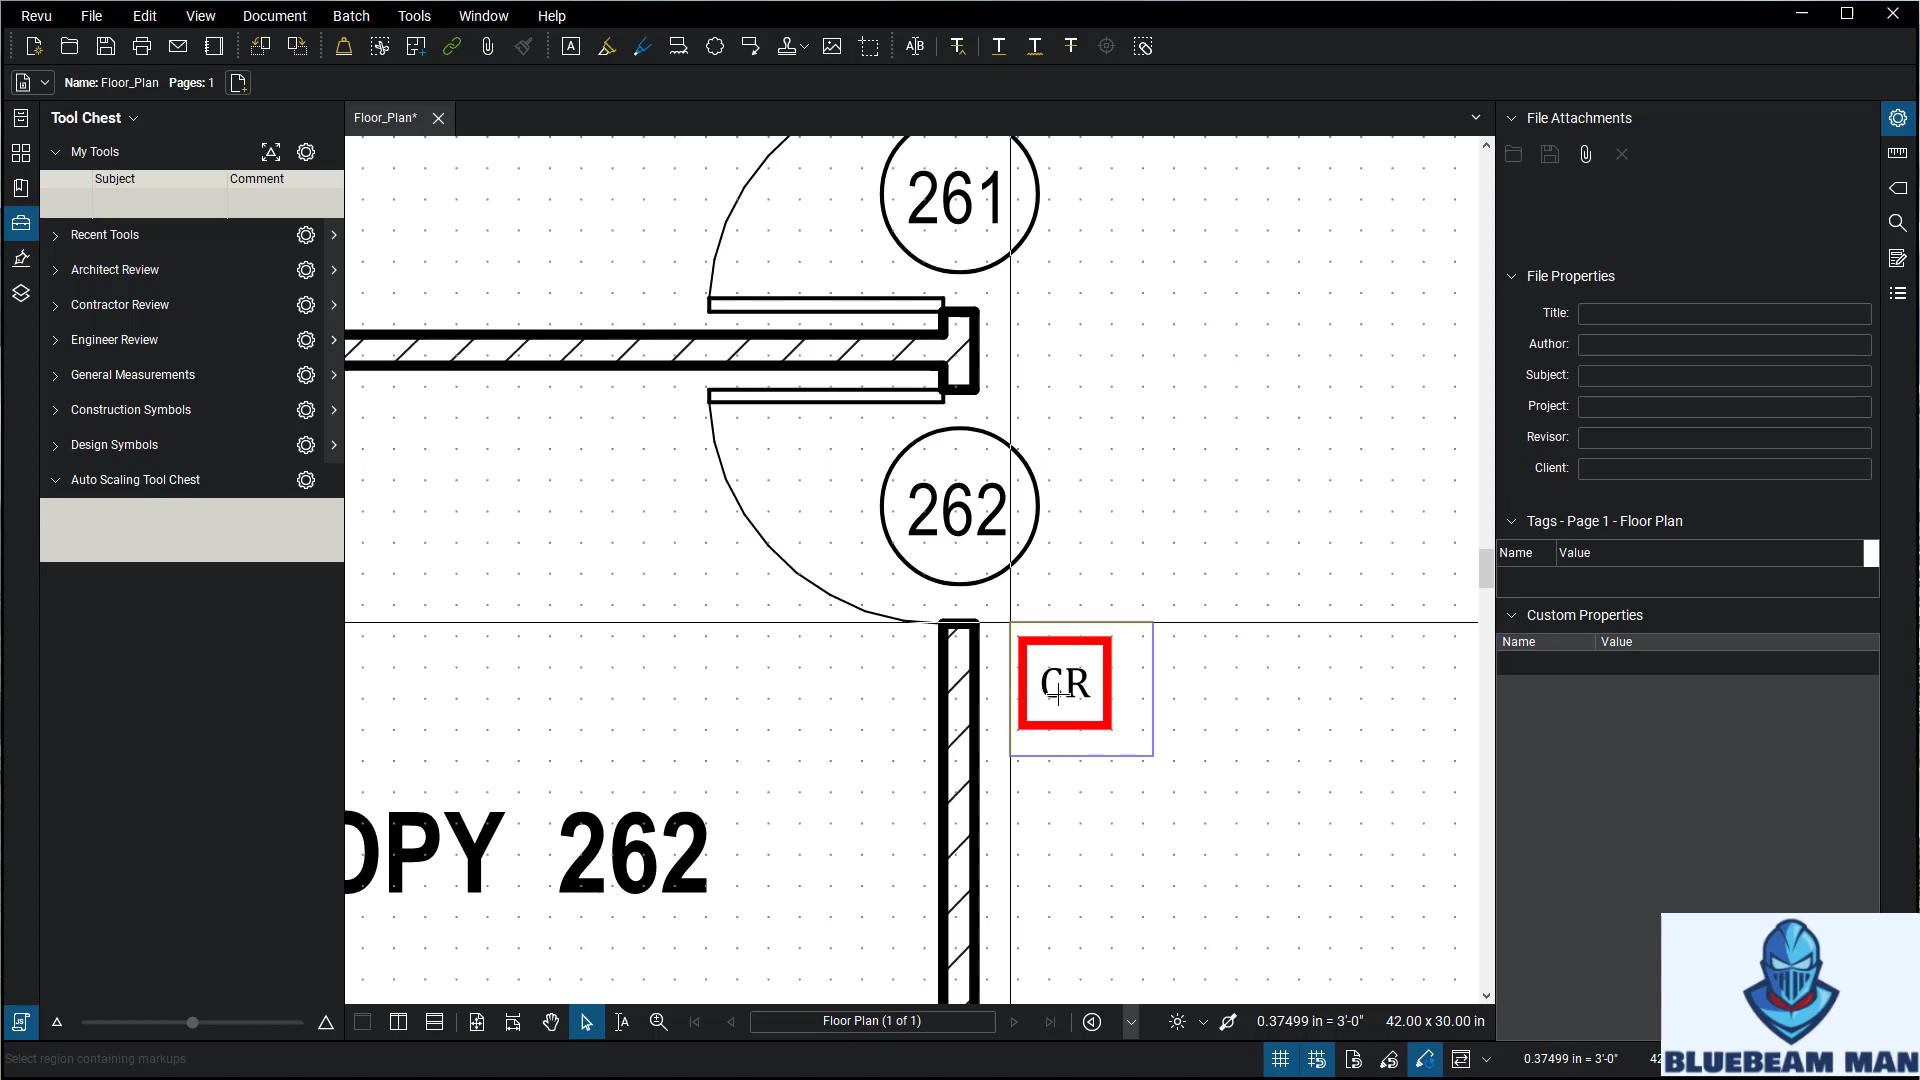 Revu File Edit View Document Batch Tools Window Help
Name: Floor_Plan Pages: 1
Tool Chest
Floor_Plan*
My Tools
Subject Comment
Recent Tools
Architect Review
Contractor Review
Engineer Review
General Measurements
Construction Symbols
Design Symbols
Auto Scaling Tool Chest
261
262
CR
OPY 262
File Attachments
File Properties
Title:
Author:
Subject:
Project:
Revisor:
Client:
Tags - Page 1 - Floor Plan
Name Value
Custom Properties
Name Value
Floor Plan (1 of 1)
0.37499 in = 3'-0"
42.00 x 30.00 in
Select region containing markups
0.37499 in = 3'-0"
42
BLUEBEAM MAN